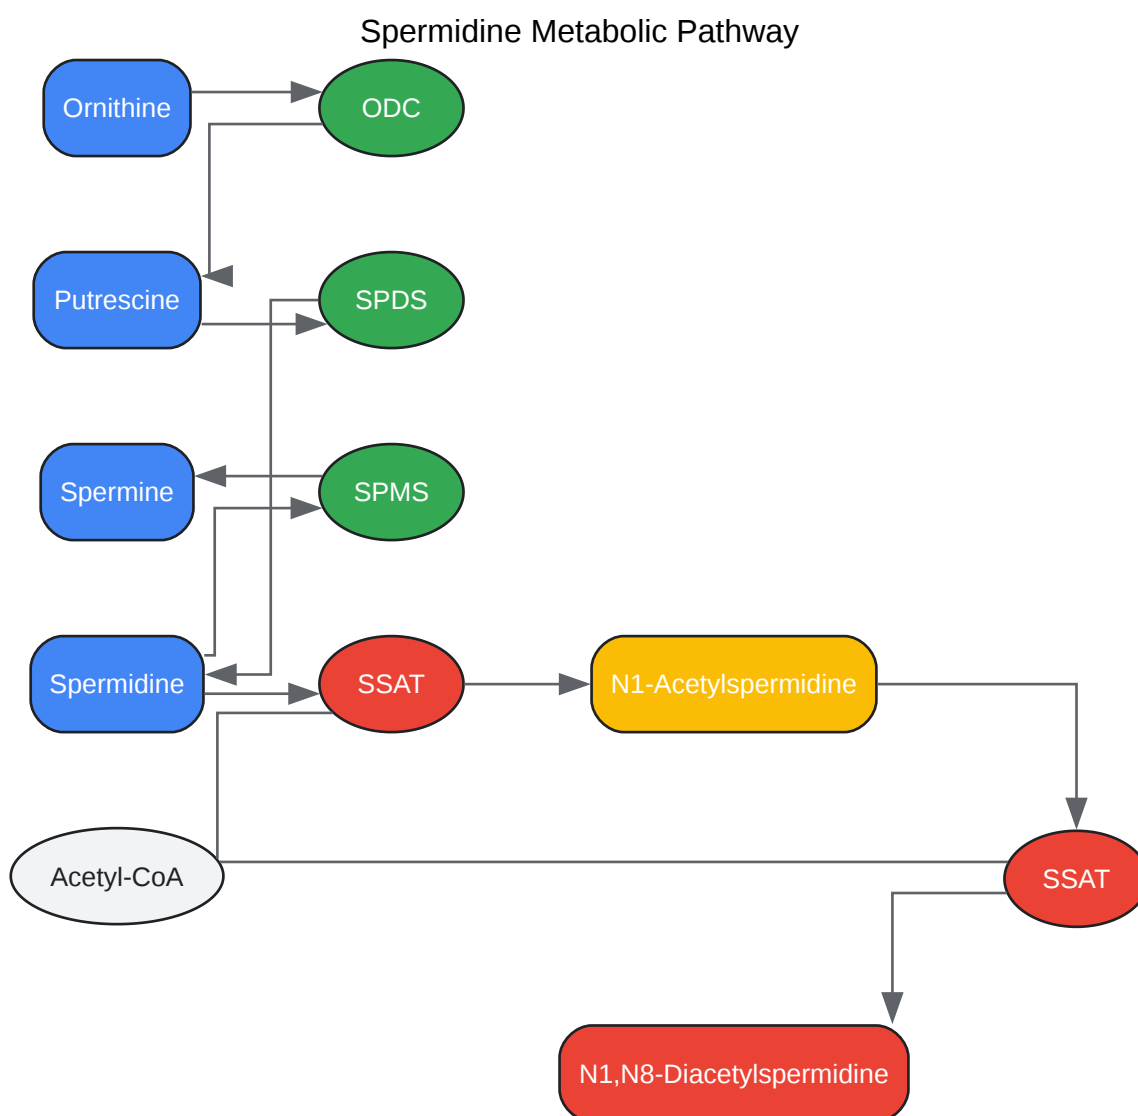 Spermidine Metabolic Pathway
Ornithine
ODC
Putrescine
SPDS
Spermine
SPMS
Spermidine
SSAT
N1-Acetylspermidine
Acetyl-CoA
SSAT
N1,N8-Diacetylspermidine